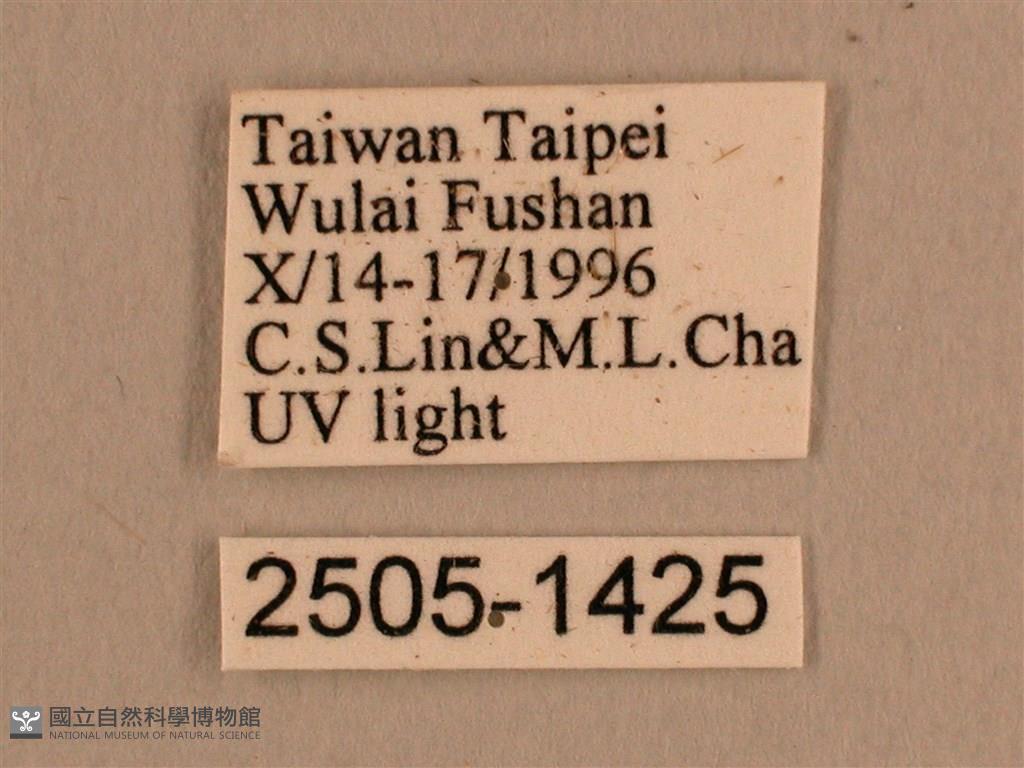 Taiwan Taipei
Wulai Fushan
X/14-17/1996
C.S.Lin&M.L.Cha
UV light
2505-1425
國立自然科學博物館
NATIONAL MUSEUM OF NATURAL SCIENCE